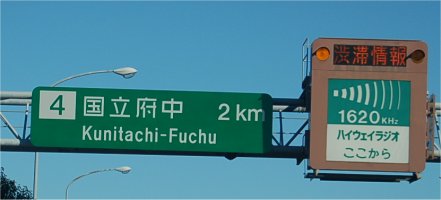 4 国立府中 2 km
Kunitachi-Fuchu
渋滞情報
1620 KHz
ハイウェイラジオ
ここから